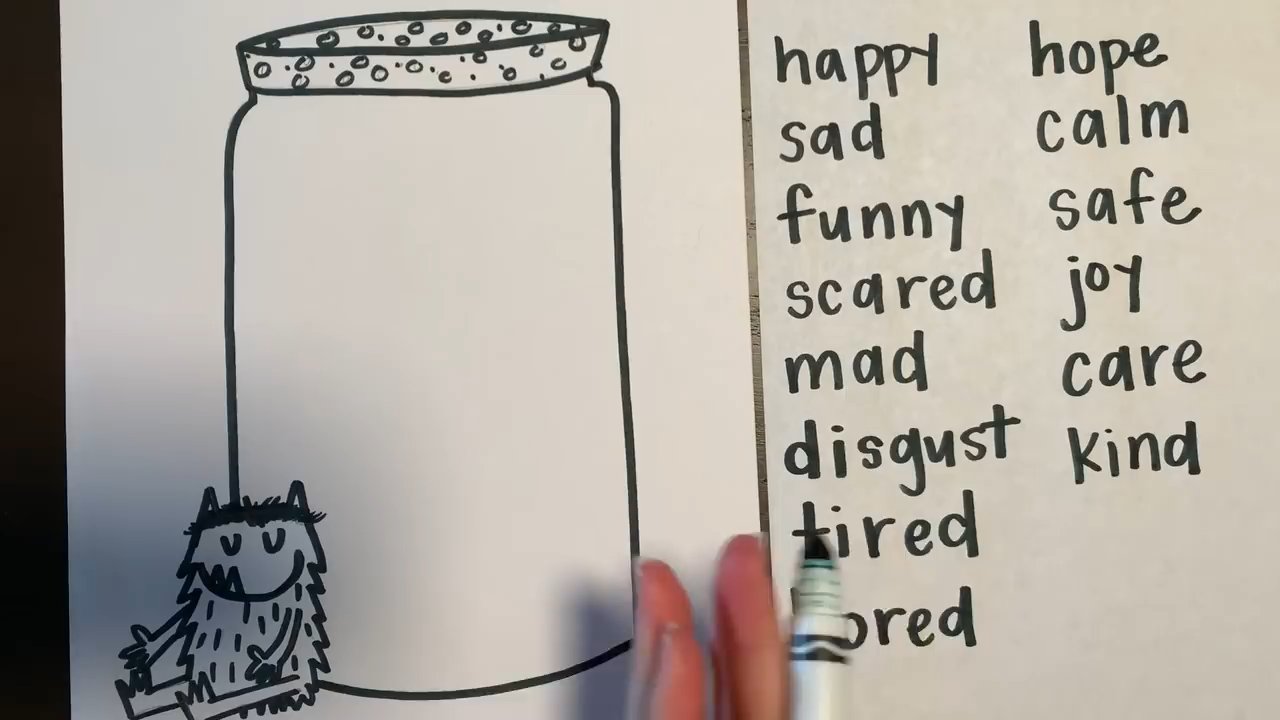 happy
sad
funny
scared
mad
disgust
tired
hope
calm
safe
joy
care
kind